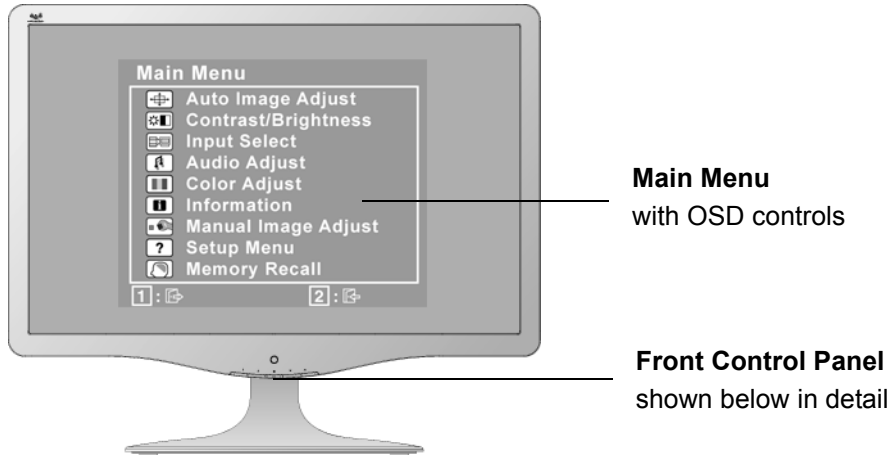 Main Menu
Auto Image Adjust
Contrast/Brightness
Input Select
Audio Adjust
Color Adjust
Information
Manual Image Adjust
? Setup Menu
Memory Recall
1 : 2 :
Main Menu
with OSD controls
Front Control Panel
shown below in detail